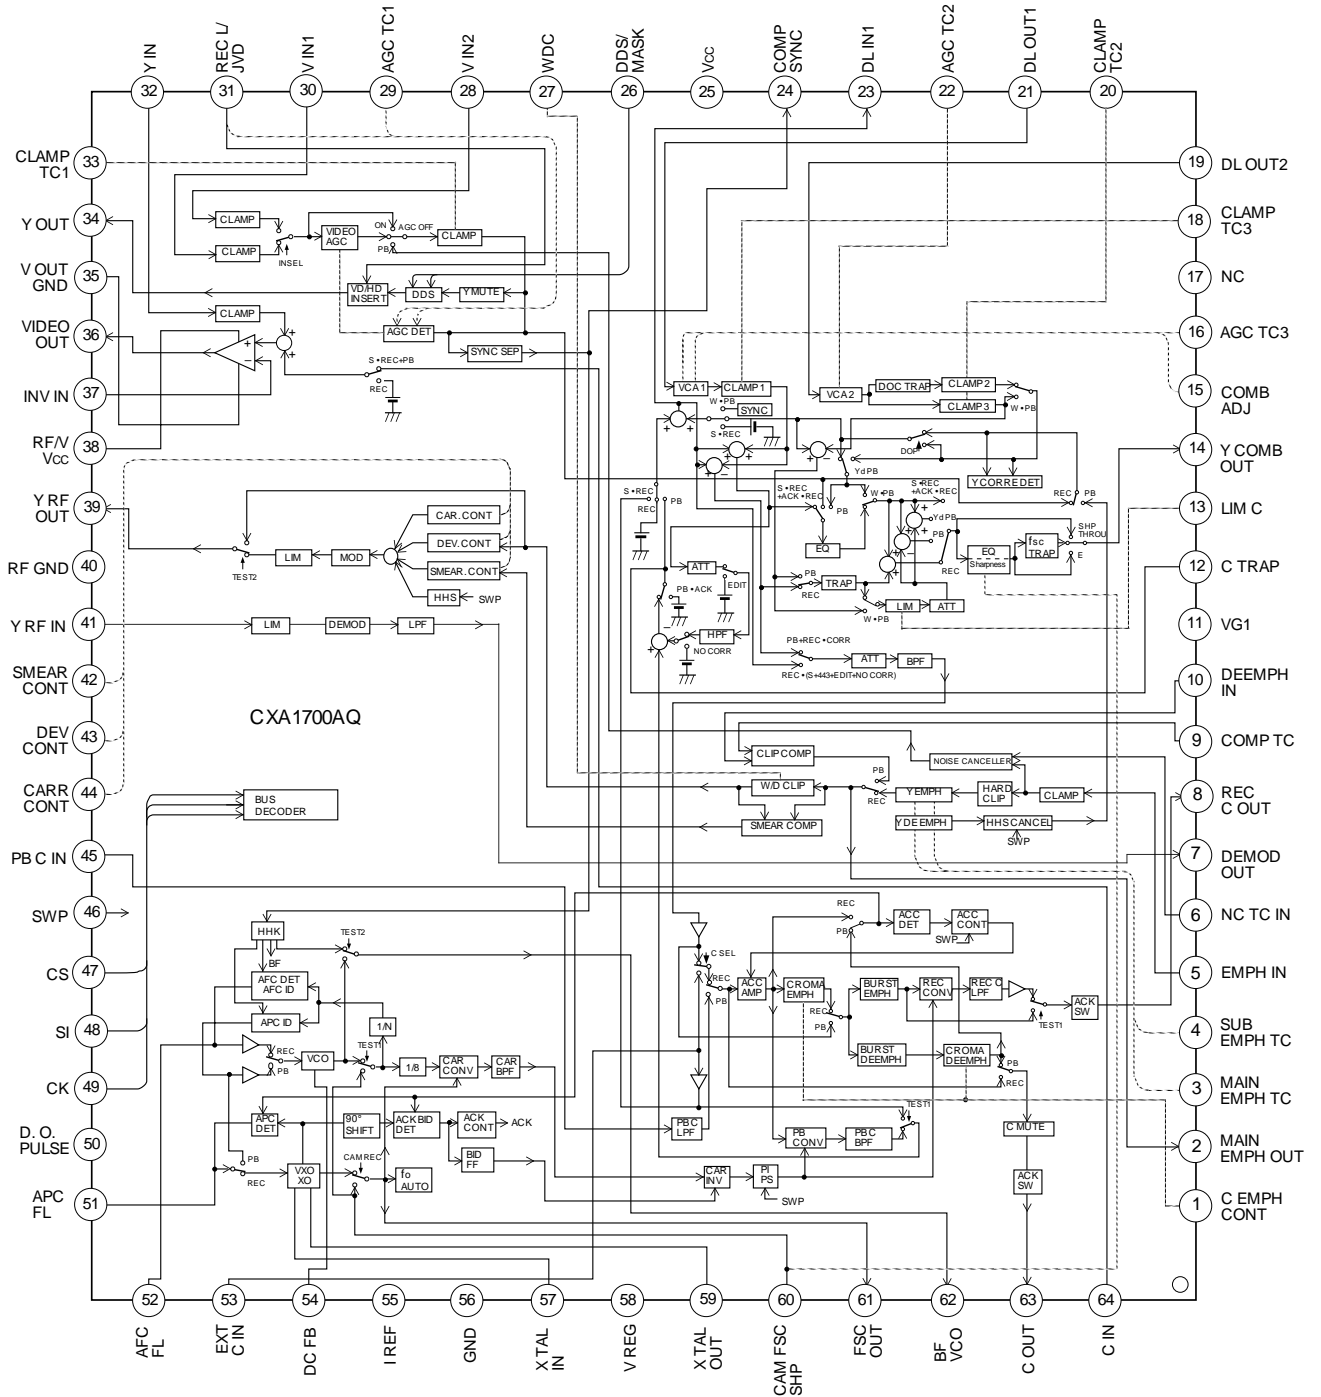 Y IN
REC L/
JVD
V IN1
AGC TC1
V IN2
WDC
DDS/
MASK
VCC
COMP
SYNC
DL IN1
AGC TC2
DL OUT1
CLAMP
TC2
32
31
30
29
28
27
26
25
24
23
22
21
20
CLAMP
TC1
33
Y OUT
34
V OUT
GND
35
VIDEO
OUT
36
INV IN
37
RF/V
VCC
38
Y RF
OUT
39
RF GND
40
Y RF IN
41
SMEAR
CONT
42
DEV
CONT
43
CARR
CONT
44
PB C IN
45
SWP
46
CS
47
SI
48
CK
49
D. O.
PULSE
50
APC
FL
51
19
DL OUT2
18
CLAMP
TC3
17
NC
16
AGC TC3
15
COMB
ADJ
14
Y COMB
OUT
13
LIM C
12
C TRAP
11
VG1
10
DEEMPH
IN
9
COMP TC
8
REC
C OUT
7
DEMOD
OUT
6
NC TC IN
5
EMPH IN
4
SUB
EMPH TC
3
MAIN
EMPH TC
2
MAIN
EMPH OUT
1
C EMPH
CONT
CLAMP
CLAMP
INSEL
VIDEO
AGC
ON
AGC OFF
PB
CLAMP
VD/HD
INSERT
DDS
Y MUTE
CLAMP
AGC DET
SYNC SEP
+
−
+
+
S•REC+PB
REC
VCA 1
CLAMP1
W•PB
SYNC
S•REC
+
+
+
+
+
−
+
−
VCA 2
DOC TRAP
CLAMP2
CLAMP3
W•PB
DOP
YdPB
Y CORRE DET
REC
PB
CAR. CONT
DEV. CONT
SMEAR. CONT
HHS
SWP
TEST2
LIM
MOD
LIM
DEMOD
LPF
S•REC
REC
PB
S•REC
+ACK•REC
PB
EQ
W•PB
S•REC
+ACK•REC
+
+
YdPB
PB
REC
+
−
+
+
EQ
Sharpness
fsc
TRAP
SHP
THROU
E
ATT
EDIT
PB•ACK
PB
REC
TRAP
LIM
ATT
W•PB
−
+
HPF
NO CORR
PB+REC•CORR
REC•(S+443+EDIT+NO CORR)
ATT
BPF
CXA1700AQ
BUS
DECODER
CLIP COMP
W/D CLIP
SMEAR COMP
PB
REC
NOISE CANCELLER
Y EMPH
HARD
CLIP
CLAMP
Y DEEMPH
HHS CANCEL
SWP
HHK
BF
TEST2
AFC DET
AFC ID
APC ID
REC
PB
VCO
TEST1
1/N
1/8
CAR
CONV
CAR
BPF
APC
DET
90°
SHIFT
ACK BID
DET
ACK
CONT
ACK
BID
FF
PB
REC
VXO
XO
CAM REC
fo
AUTO
C SEL
REC
PB
ACC
AMP
REC
PB
ACC
DET
ACC
CONT
SWP
CROMA
EMPH
REC
PB
BURST
EMPH
REC
CONV
REC C
LPF
TEST1
ACK
SW
BURST
DEEMPH
CROMA
DEEMPH
PB
REC
TEST1
PB C
LPF
PB
CONV
PB C
BPF
C MUTE
ACK
SW
CAR
INV
PI
PS
SWP
52
53
54
55
56
57
58
59
60
61
62
63
64
AFC
FL
EXT
C IN
DC FB
I REF
GND
X TAL
IN
V REG
X TAL
OUT
CAM FSC
SHP
FSC
OUT
BF
VCO
C OUT
C IN